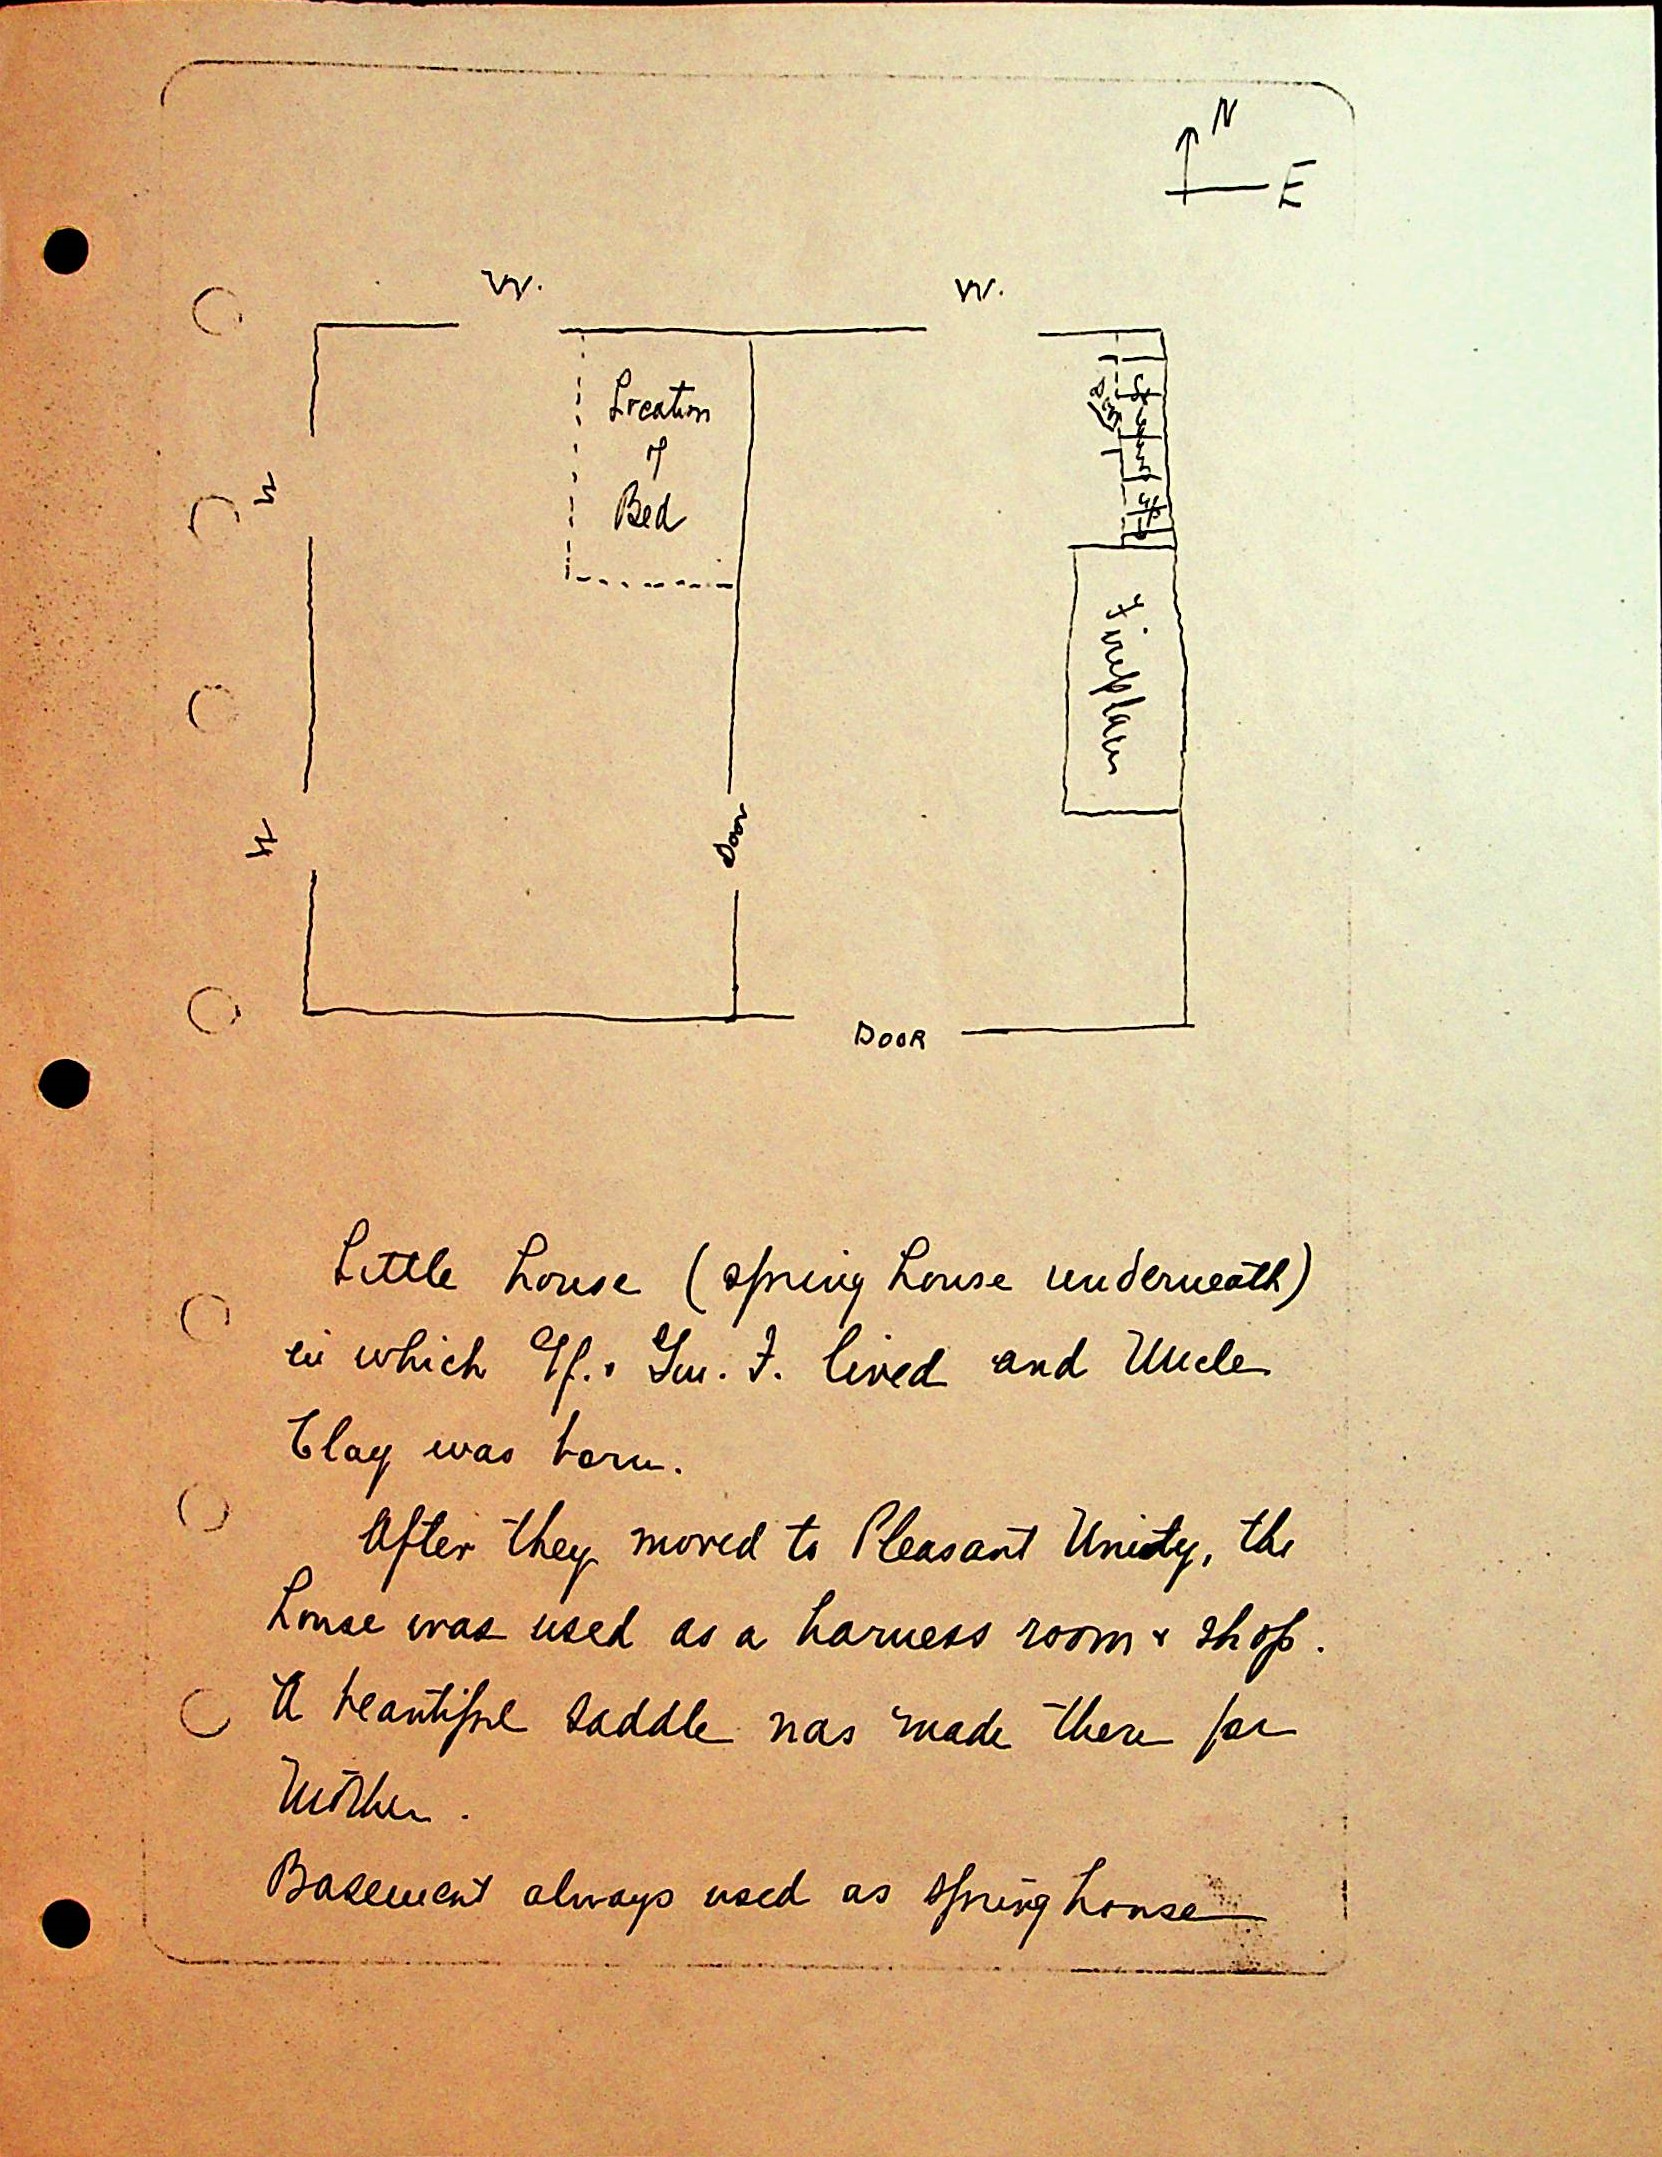 N
E
W.
W.
Location
of
Bed
Door
Steps
W
W
Fireplace
Door
DOOR
Little house (spring house underneath)
in which Gf. & Gm. F. lived and Uncle
Clay was born.
After they moved to Pleasant Unity, the
house was used as a harness room & shop.
A beautiful saddle was made there for
Mother.
Basement always used as spring house